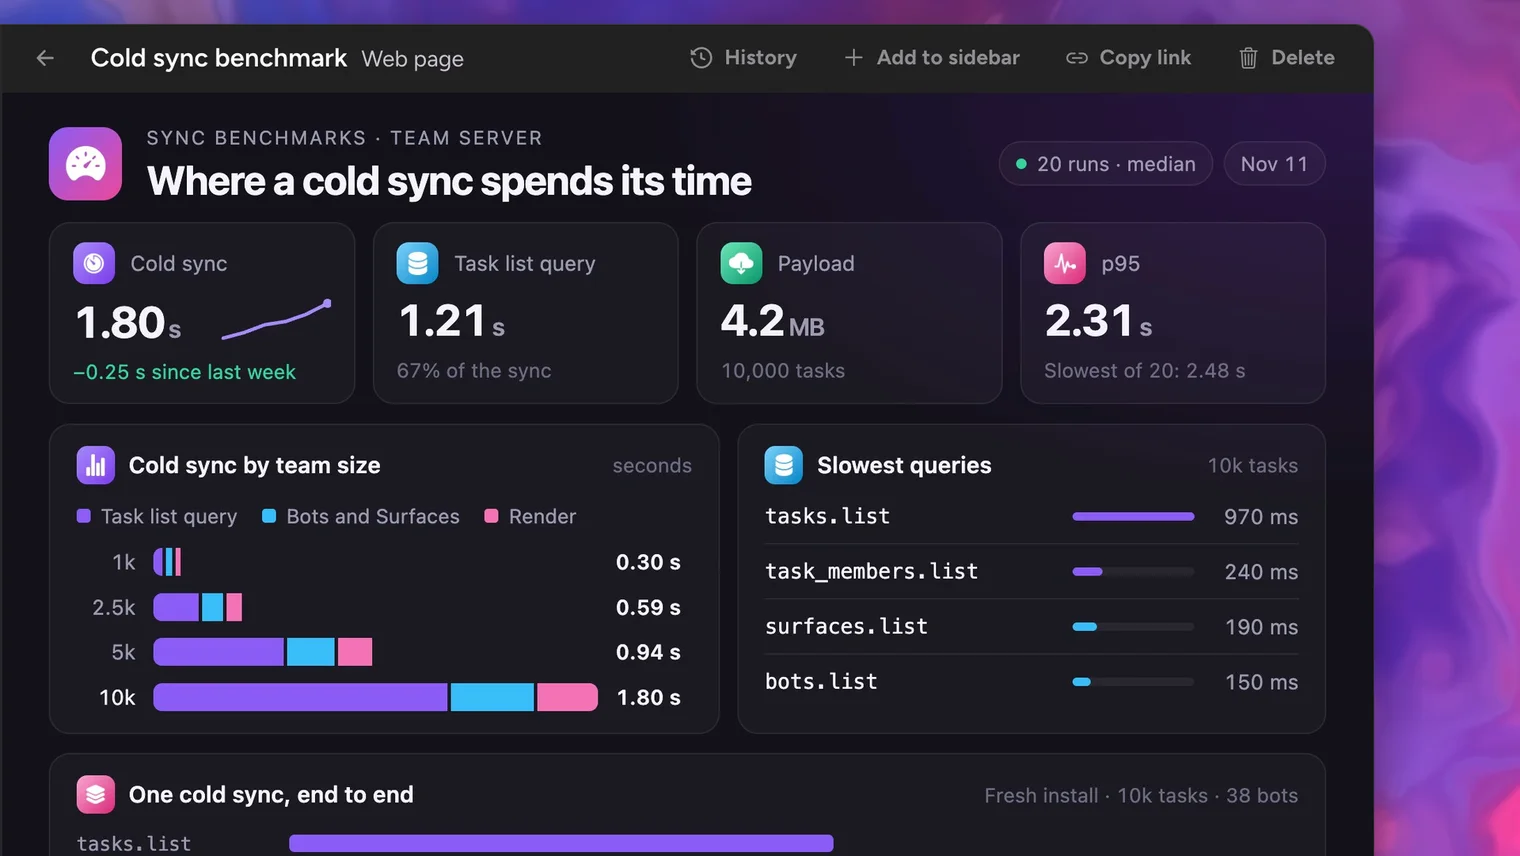 Cold sync benchmark Web page
History
Add to sidebar
Copy link
Delete
SYNC BENCHMARKS · TEAM SERVER
Where a cold sync spends its time
20 runs · median
Nov 11
Cold sync
1.80 s
−0.25 s since last week
Task list query
1.21 s
67% of the sync
Payload
4.2 MB
10,000 tasks
p95
2.31 s
Slowest of 20: 2.48 s
Cold sync by team size
seconds
Task list query
Bots and Surfaces
Render
1k 0.30 s
2.5k 0.59 s
5k 0.94 s
10k 1.80 s
Slowest queries
10k tasks
tasks.list 970 ms
task_members.list 240 ms
surfaces.list 190 ms
bots.list 150 ms
One cold sync, end to end
Fresh install · 10k tasks · 38 bots
tasks.list